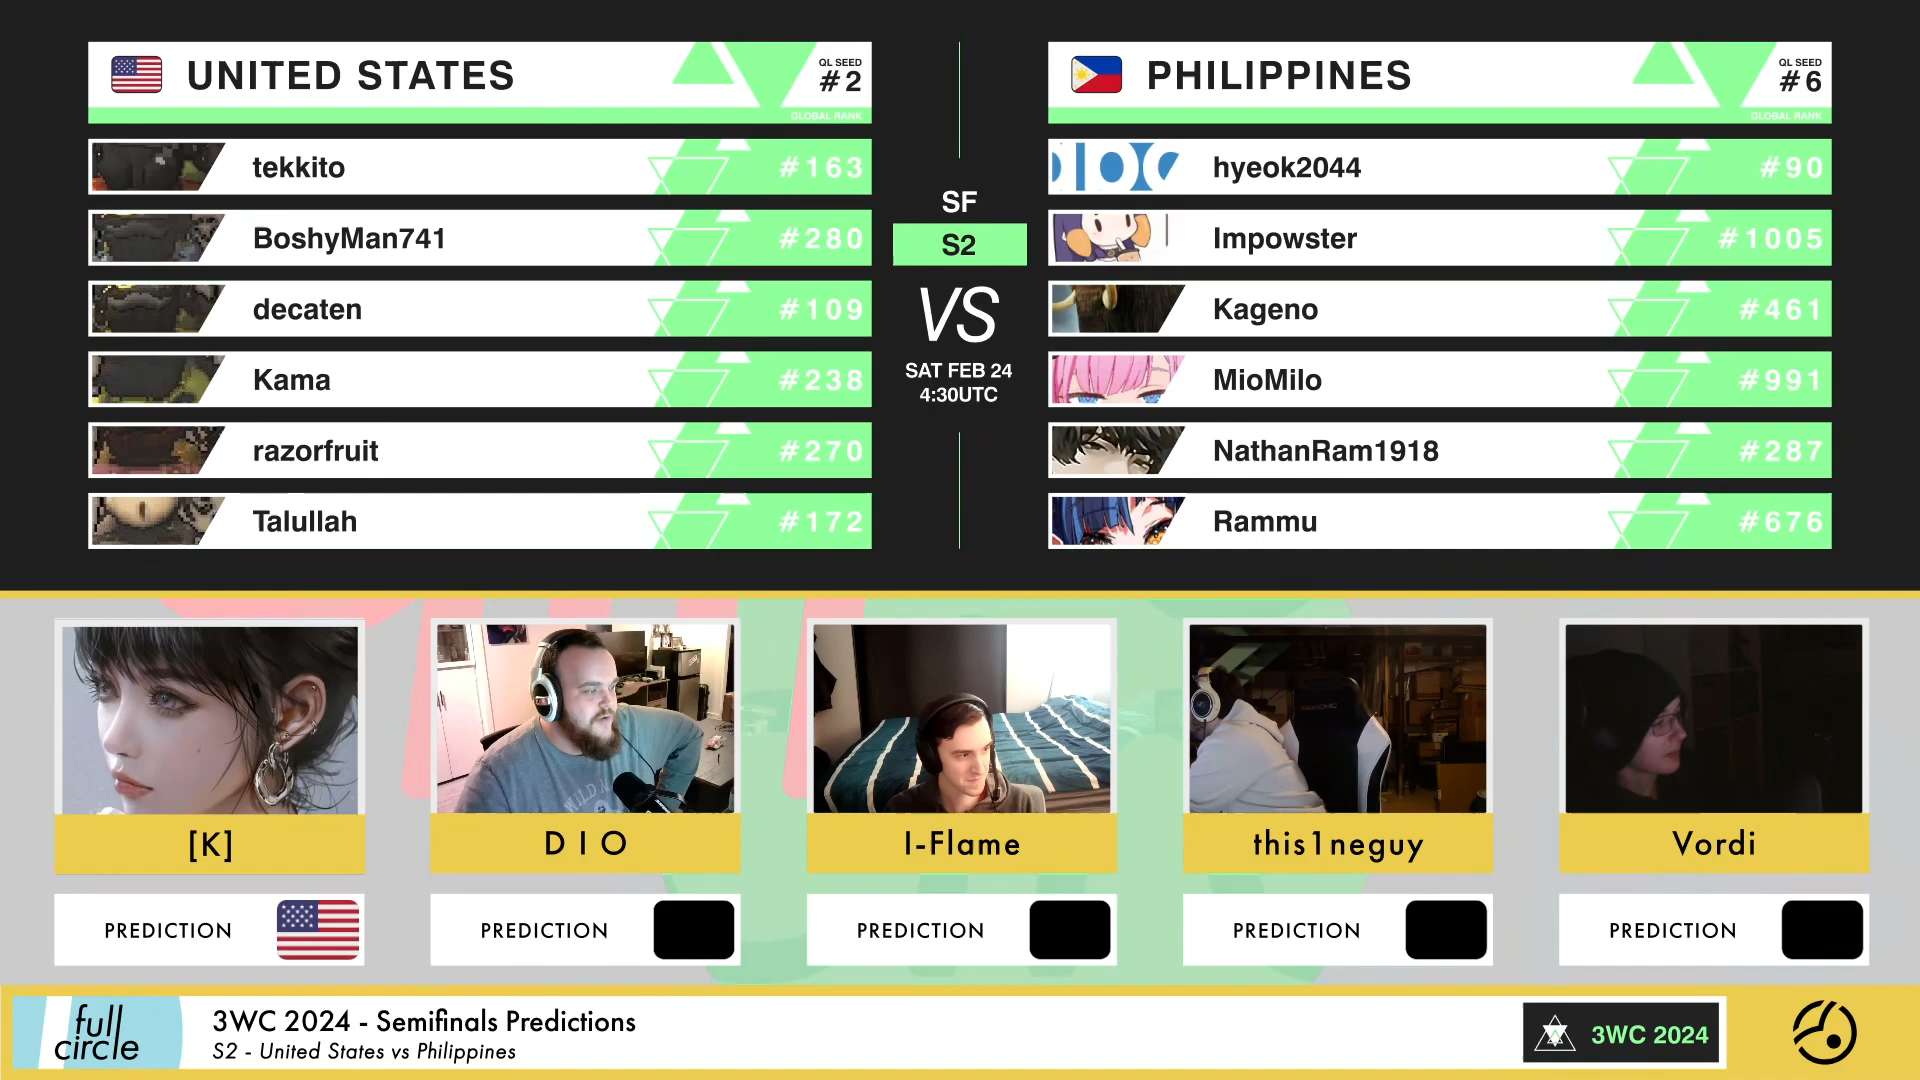 UNITED STATES
QL SEED
#2
GLOBAL RANK
tekkito
#163
BoshyMan741
#280
decaten
#109
Kama
#238
razorfruit
#270
Talullah
#172
SF
S2
VS
SAT FEB 24
4:30UTC
PHILIPPINES
QL SEED
#6
GLOBAL RANK
hyeok2044
#90
Impowster
#1005
Kageno
#461
MioMilo
#991
NathanRam1918
#287
Rammu
#676
[K]
D I O
I-Flame
this1neguy
Vordi
PREDICTION
PREDICTION
PREDICTION
PREDICTION
PREDICTION
full
circle
3WC 2024 - Semifinals Predictions
S2 - United States vs Philippines
3WC 2024